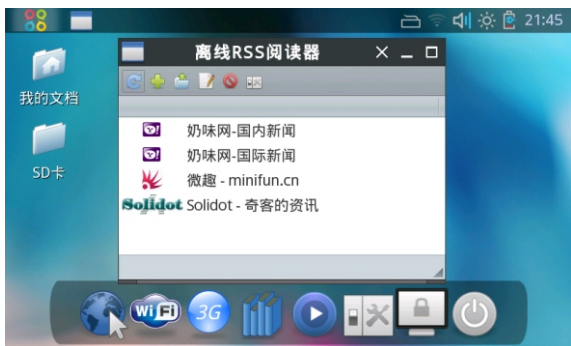 21:45
离线RSS阅读器
我的文档
奶味网-国内新闻
奶味网-国际新闻
微趣 - minifun.cn
SD卡
Solidot Solidot - 奇客的资讯
WiFi
3G